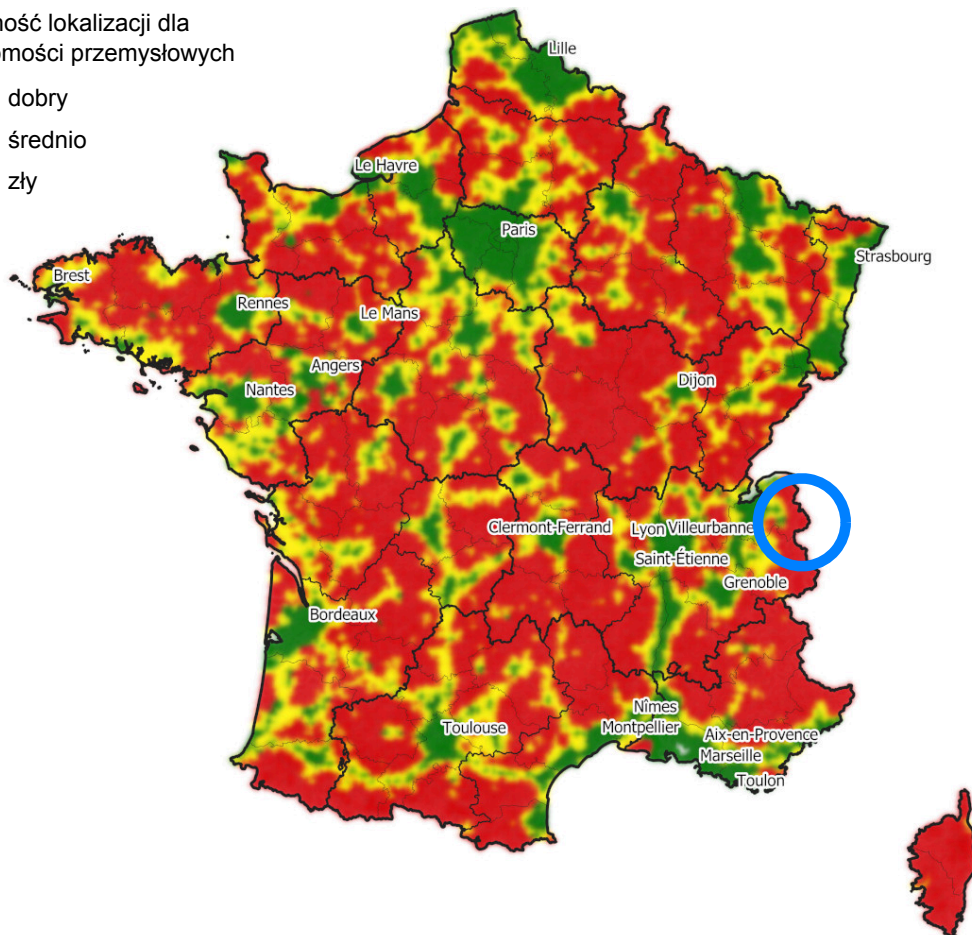 ność lokalizacji dla
omości przemysłowych
dobry
średnio
zły
Lille
Le Havre
Paris
Strasbourg
Brest
Rennes
Le Mans
Angers
Dijon
Nantes
Clermont-Ferrand
Lyon
Villeurbanne
Saint-Étienne
Grenoble
Bordeaux
Nîmes
Toulouse
Montpellier
Aix-en-Provence
Marseille
Toulon